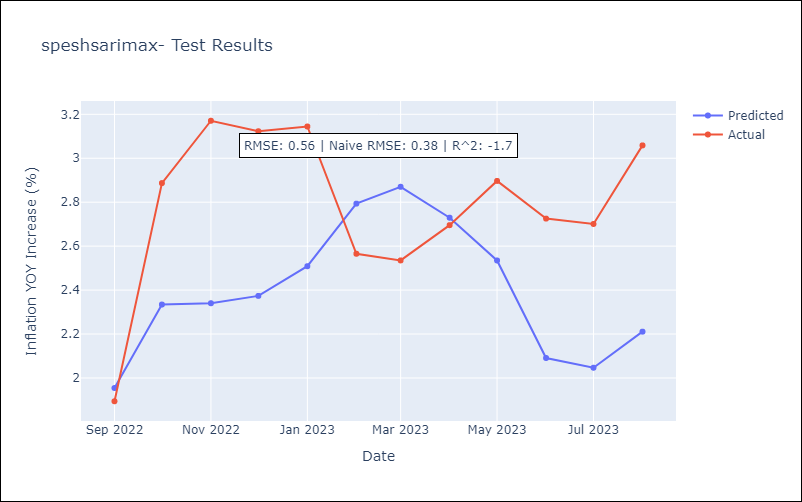 speshsarimax- Test Results
Predicted
Actual
RMSE: 0.56 | Naive RMSE: 0.38 | R^2: -1.7
Inflation YOY Increase (%)
3.2
3
2.8
2.6
2.4
2.2
2
Sep 2022
Nov 2022
Jan 2023
Mar 2023
May 2023
Jul 2023
Date